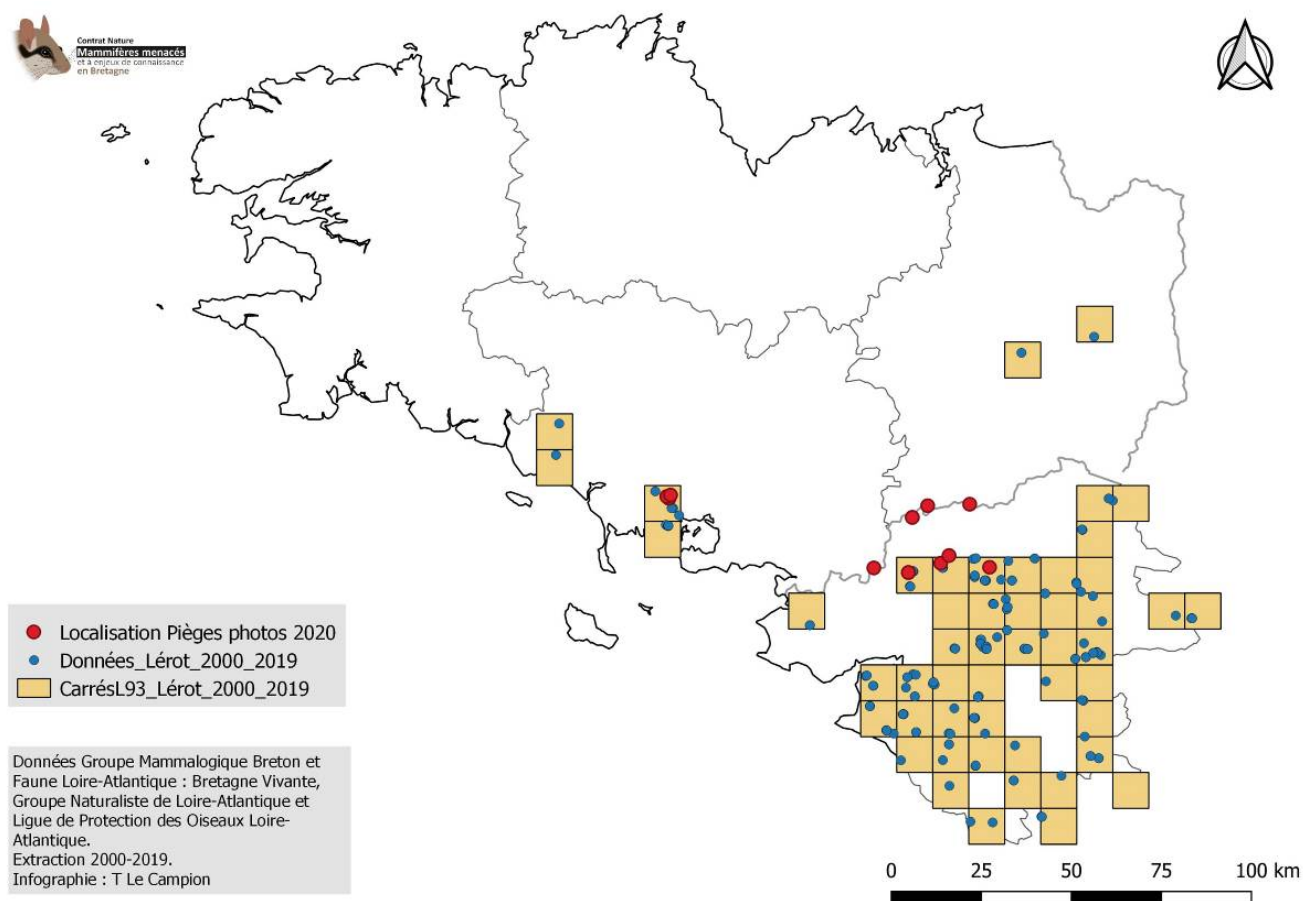 Contrat Nature
Mammifères menacés
et à enjeux de connaissance
en Bretagne
Localisation Pièges photos 2020
Données_Lérot_2000_2019
CarrésL93_Lérot_2000_2019
Données Groupe Mammalogique Breton et
Faune Loire-Atlantique : Bretagne Vivante,
Groupe Naturaliste de Loire-Atlantique et
Ligue de Protection des Oiseaux Loire-
Atlantique.
Extraction 2000-2019.
Infographie : T Le Campion
0 25 50 75 100 km